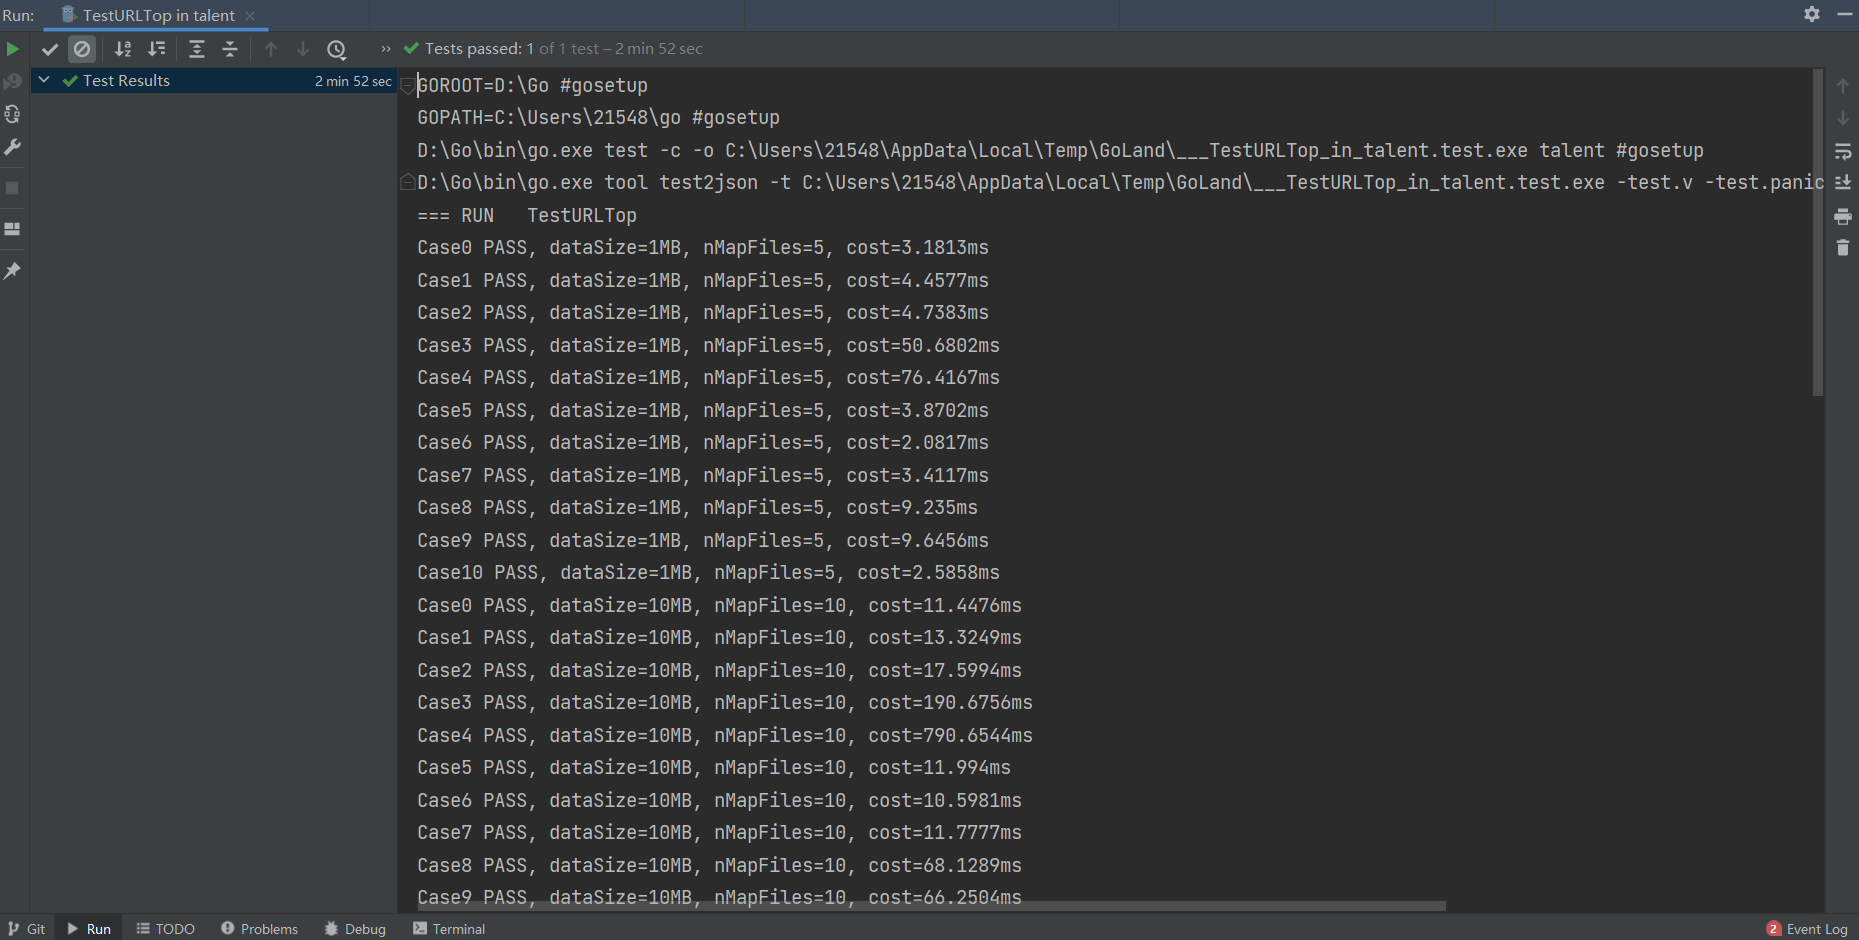 Run: TestURLTop in talent
Tests passed: 1 of 1 test – 2 min 52 sec
Test Results 2 min 52 sec
GOROOT=D:\Go #gosetup
GOPATH=C:\Users\21548\go #gosetup
D:\Go\bin\go.exe test -c -o C:\Users\21548\AppData\Local\Temp\GoLand\___TestURLTop_in_talent.test.exe talent #gosetup
D:\Go\bin\go.exe tool test2json -t C:\Users\21548\AppData\Local\Temp\GoLand\___TestURLTop_in_talent.test.exe -test.v -test.panic
=== RUN   TestURLTop
Case0 PASS, dataSize=1MB, nMapFiles=5, cost=3.1813ms
Case1 PASS, dataSize=1MB, nMapFiles=5, cost=4.4577ms
Case2 PASS, dataSize=1MB, nMapFiles=5, cost=4.7383ms
Case3 PASS, dataSize=1MB, nMapFiles=5, cost=50.6802ms
Case4 PASS, dataSize=1MB, nMapFiles=5, cost=76.4167ms
Case5 PASS, dataSize=1MB, nMapFiles=5, cost=3.8702ms
Case6 PASS, dataSize=1MB, nMapFiles=5, cost=2.0817ms
Case7 PASS, dataSize=1MB, nMapFiles=5, cost=3.4117ms
Case8 PASS, dataSize=1MB, nMapFiles=5, cost=9.235ms
Case9 PASS, dataSize=1MB, nMapFiles=5, cost=9.6456ms
Case10 PASS, dataSize=1MB, nMapFiles=5, cost=2.5858ms
Case0 PASS, dataSize=10MB, nMapFiles=10, cost=11.4476ms
Case1 PASS, dataSize=10MB, nMapFiles=10, cost=13.3249ms
Case2 PASS, dataSize=10MB, nMapFiles=10, cost=17.5994ms
Case3 PASS, dataSize=10MB, nMapFiles=10, cost=190.6756ms
Case4 PASS, dataSize=10MB, nMapFiles=10, cost=790.6544ms
Case5 PASS, dataSize=10MB, nMapFiles=10, cost=11.994ms
Case6 PASS, dataSize=10MB, nMapFiles=10, cost=10.5981ms
Case7 PASS, dataSize=10MB, nMapFiles=10, cost=11.7777ms
Case8 PASS, dataSize=10MB, nMapFiles=10, cost=68.1289ms
Case9 PASS, dataSize=10MB, nMapFiles=10, cost=66.2504ms
Git Run TODO Problems Debug Terminal 2 Event Log